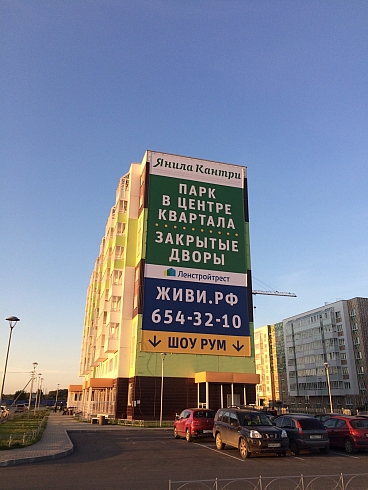 Янила Кантри
ПАРК
В ЦЕНТРЕ
КВАРТАЛА
ЗАКРЫТЫЕ
ДВОРЫ
Ленстройтрест
ЖИВИ.РФ
654-32-10
ШОУ РУМ